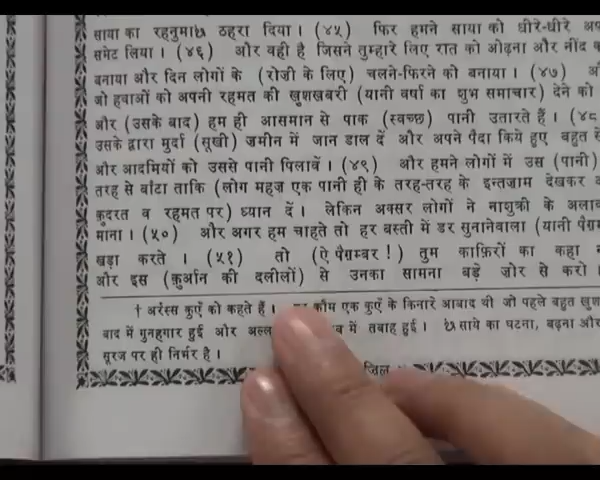 साया का रहनुमा ठहरा दिया । (४५) फिर हमने साया को धीरे-धीरे
समेट लिया । (४६) और वही है जिसने तुम्हारे लिए रात को ओढ़ना और नींद
बनाया और दिन लोगों के (रोज़ी के लिए) चलने-फिरने को बनाया । (४७)
जो हवाओं को अपनी रहमत की ख़ुशख़बरी (यानी वर्षा का शुभ समाचार) देने को
और (उसके बाद) हम ही आसमान से पाक (स्वच्छ) पानी उतारते हैं । (४८
उसके द्वारा मुर्दा (सूखी) ज़मीन में जान डाल दें और अपने पैदा किये हुए बहुत
और आदमियों को उससे पानी पिलावें । (४९) और हमने लोगों में उस (पानी)
तरह से बाँटा ताकि (लोग महज़ एक पानी ही के तरह-तरह के इन्तज़ाम देखकर
क़ुदरत व रहमत पर) ध्यान दें । लेकिन अक्सर लोगों ने नाशुक्री के
माना । (५०) और अगर हम चाहते तो हर बस्ती में डर सुनानेवाला (यानी
खड़ा करते । (५१) तो (ऐ पैग़म्बर !) तुम काफ़िरों का कहा
और इस (क़ुर्आन की दलीलों) से उनका सामना बड़े ज़ोर से करो ।
† अर्रस्स कुएँ को कहते हैं । क़ौम एक कुएँ के किनारे आबाद थी जो पहले बहुत
बाद में गुनहगार हुई और में तबाह हुई । साये का घटना, बढ़ना और
सूरज पर ही निर्भर है ।